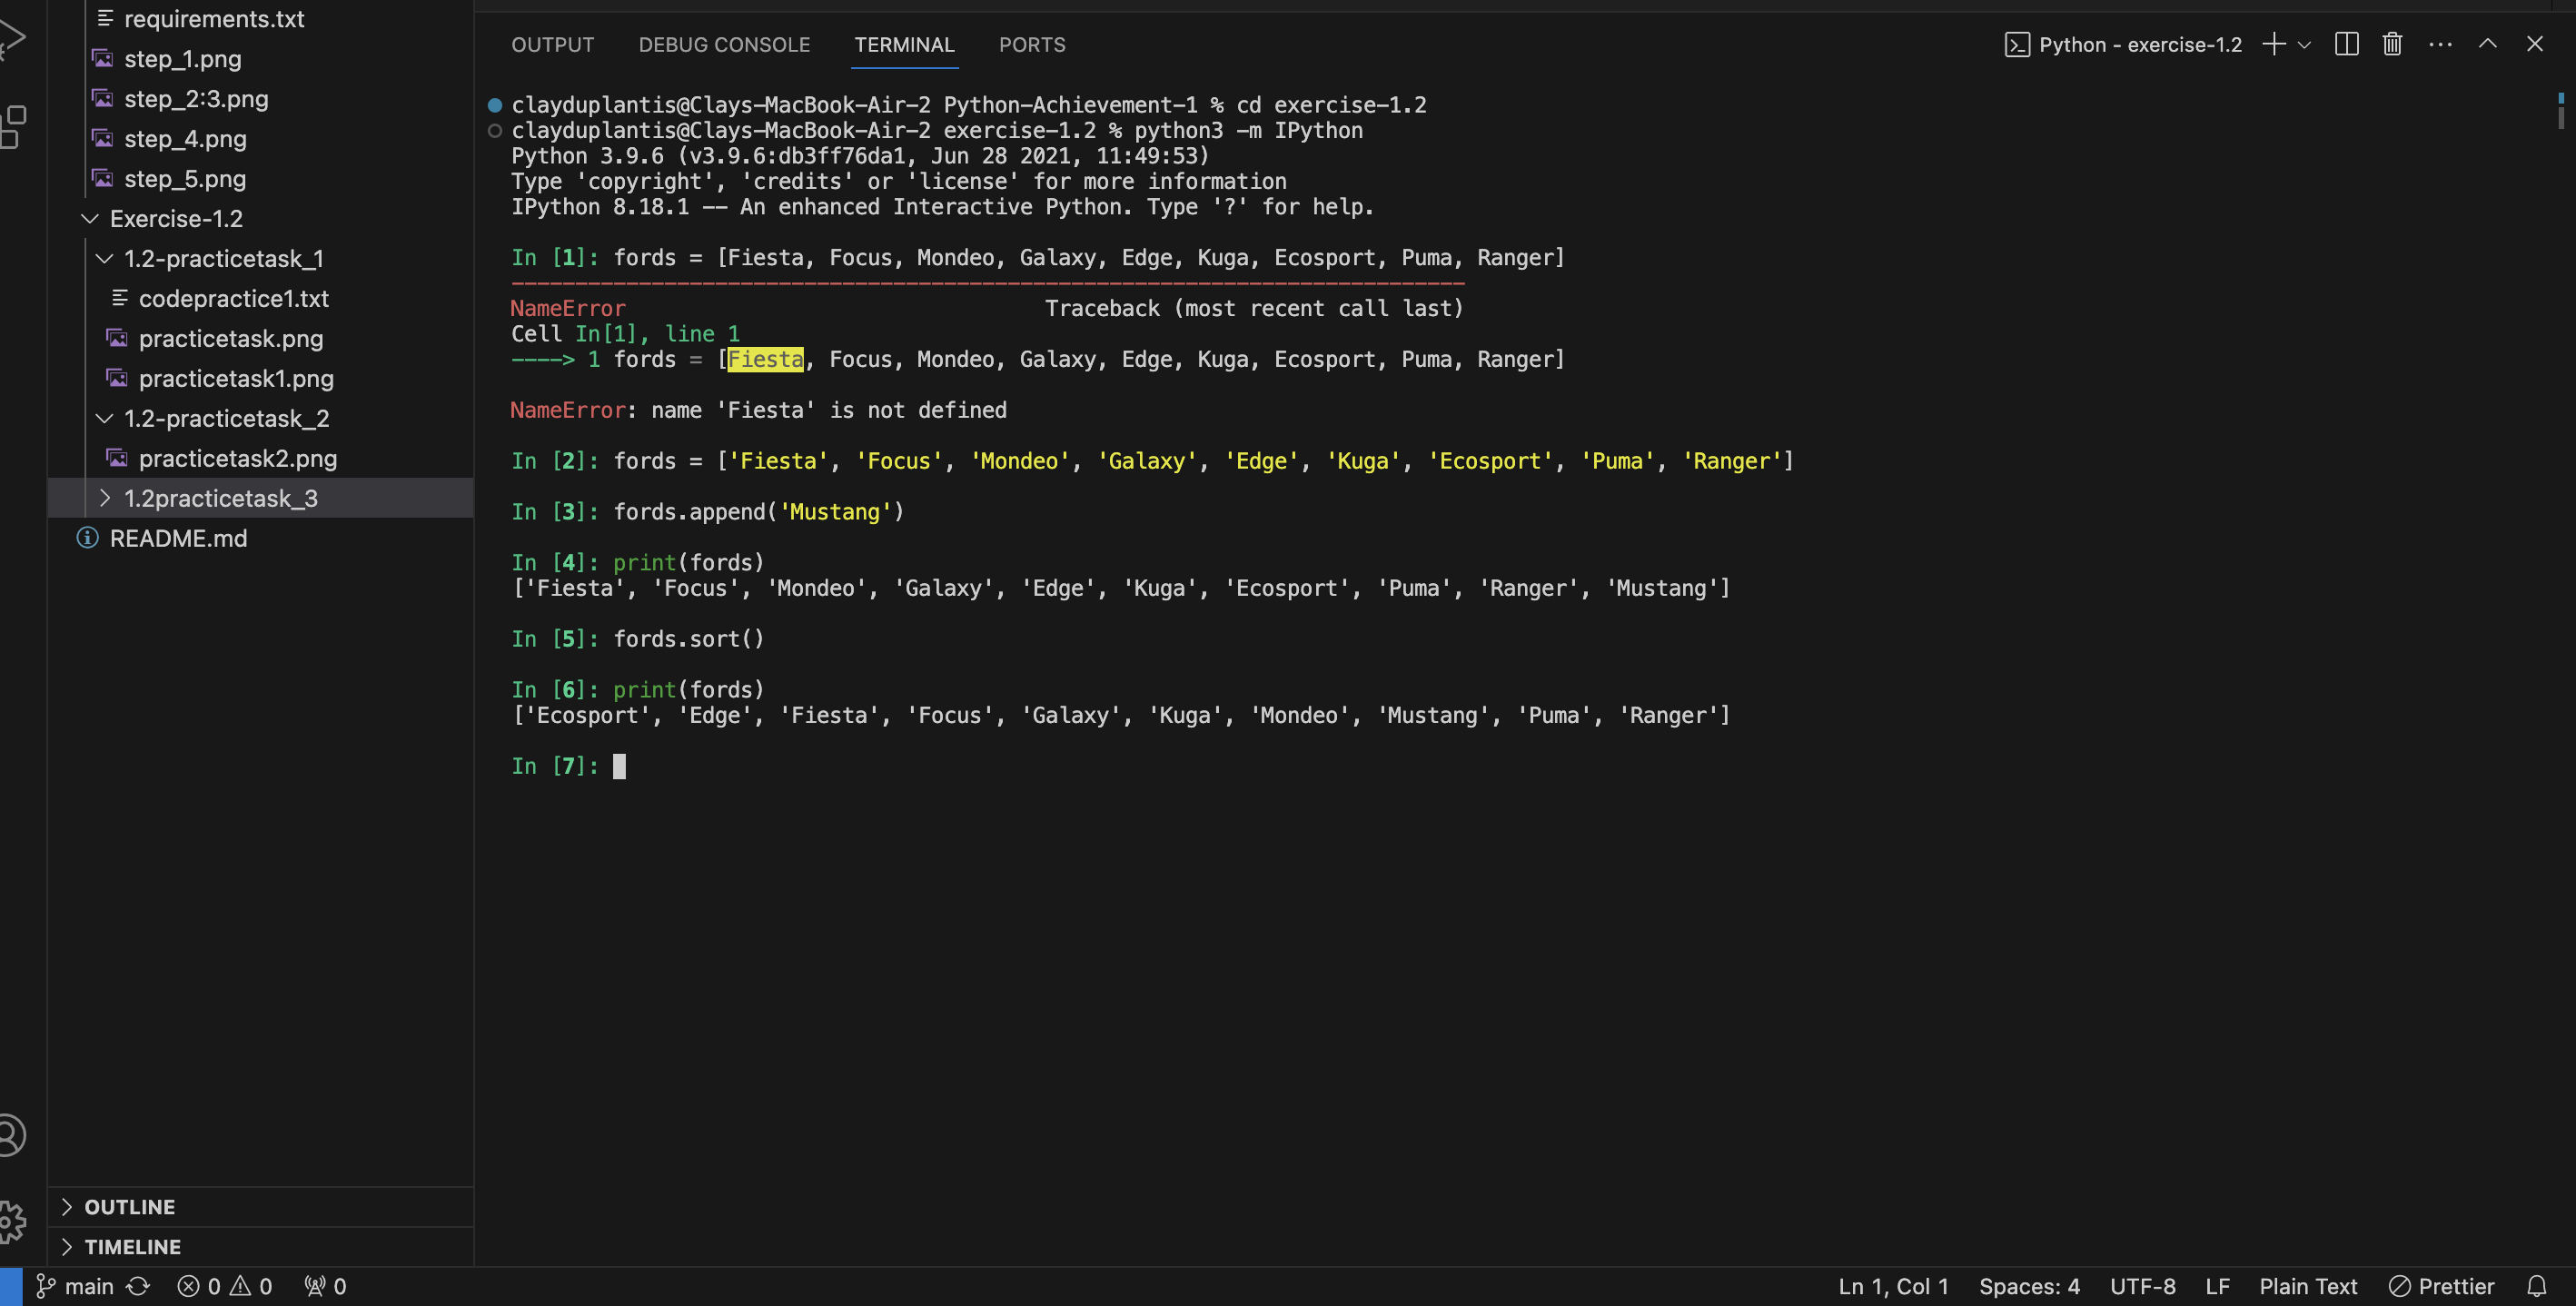 requirements.txt
step_1.png
step_2:3.png
step_4.png
step_5.png
Exercise-1.2
1.2-practicetask_1
codepractice1.txt
practicetask.png
practicetask1.png
1.2-practicetask_2
practicetask2.png
1.2practicetask_3
README.md
OUTLINE
TIMELINE
OUTPUT DEBUG CONSOLE TERMINAL PORTS Python - exercise-1.2
clayduplantis@Clays-MacBook-Air-2 Python-Achievement-1 % cd exercise-1.2
clayduplantis@Clays-MacBook-Air-2 exercise-1.2 % python3 -m IPython
Python 3.9.6 (v3.9.6:db3ff76da1, Jun 28 2021, 11:49:53)
Type 'copyright', 'credits' or 'license' for more information
IPython 8.18.1 -- An enhanced Interactive Python. Type '?' for help.
In [1]: fords = [Fiesta, Focus, Mondeo, Galaxy, Edge, Kuga, Ecosport, Puma, Ranger]
---------------------------------------------------------------------------
NameError Traceback (most recent call last)
Cell In[1], line 1
----> 1 fords = [Fiesta, Focus, Mondeo, Galaxy, Edge, Kuga, Ecosport, Puma, Ranger]
NameError: name 'Fiesta' is not defined
In [2]: fords = ['Fiesta', 'Focus', 'Mondeo', 'Galaxy', 'Edge', 'Kuga', 'Ecosport', 'Puma', 'Ranger']
In [3]: fords.append('Mustang')
In [4]: print(fords)
['Fiesta', 'Focus', 'Mondeo', 'Galaxy', 'Edge', 'Kuga', 'Ecosport', 'Puma', 'Ranger', 'Mustang']
In [5]: fords.sort()
In [6]: print(fords)
['Ecosport', 'Edge', 'Fiesta', 'Focus', 'Galaxy', 'Kuga', 'Mondeo', 'Mustang', 'Puma', 'Ranger']
In [7]:
main 0 0 0 Ln 1, Col 1 Spaces: 4 UTF-8 LF Plain Text Prettier